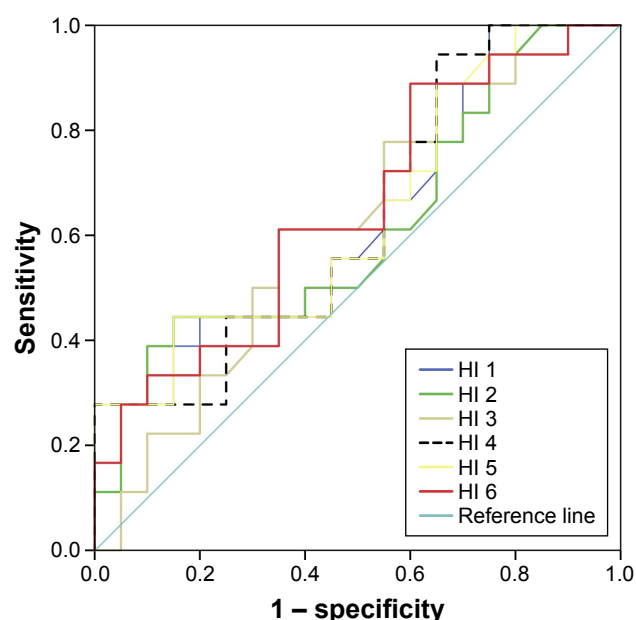 Sensitivity
1.0
0.8
0.6
0.4
0.2
0.0
0.0 0.2 0.4 0.6 0.8 1.0
1 – specificity
HI 1
HI 2
HI 3
HI 4
HI 5
HI 6
Reference line